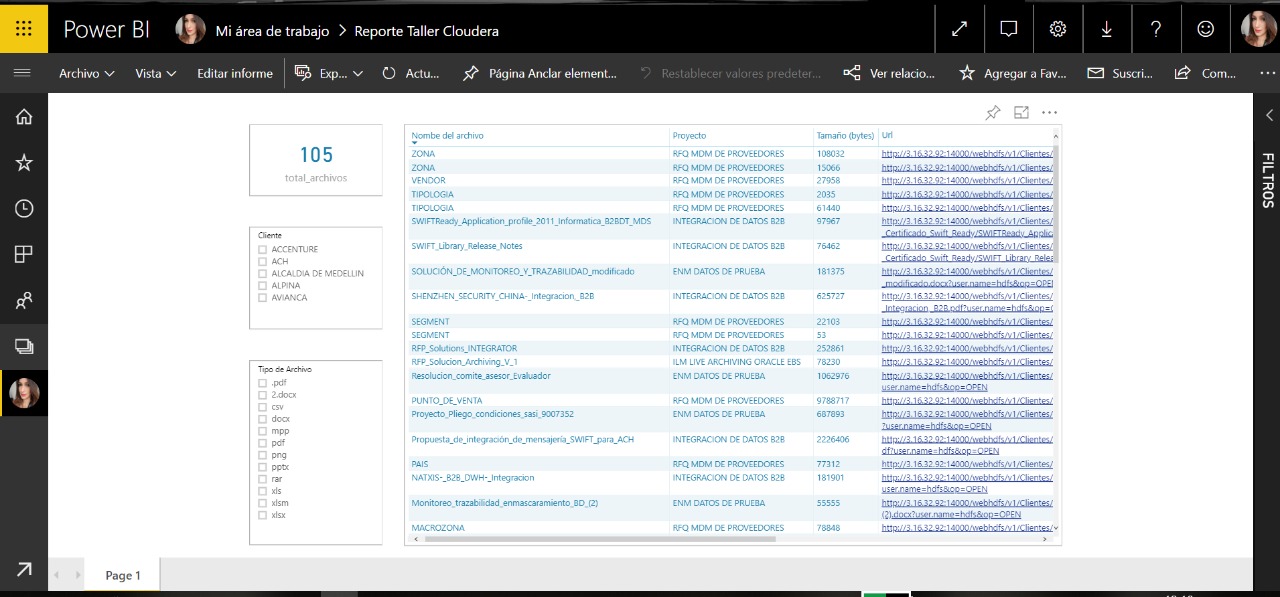 Power BI
Mi área de trabajo > Reporte Taller Cloudera
Archivo Vista Editar informe Exp... Actu... Página Anclar element... Restablecer valores predeter... Ver relacio... Agregar a Fav... Suscri... Com... ...
FILTROS
105
total_archivos
Cliente
ACCENTURE
ACH
ALCALDIA DE MEDELLIN
ALPINA
AVIANCA
Tipo de Archivo
.pdf
2.docx
csv
docx
mpp
pdf
png
pptx
rar
xls
xlsm
xlsx
Nombre del archivo Proyecto Tamaño (bytes) Url
ZONA RFQ MDM DE PROVEEDORES 108032 http://3.16.32.92:14000/webhdfs/v1/Clientes/
ZONA RFQ MDM DE PROVEEDORES 15066 http://3.16.32.92:14000/webhdfs/v1/Clientes/
VENDOR RFQ MDM DE PROVEEDORES 27958 http://3.16.32.92:14000/webhdfs/v1/Clientes/
TIPOLOGIA RFQ MDM DE PROVEEDORES 2035 http://3.16.32.92:14000/webhdfs/v1/Clientes/
TIPOLOGIA RFQ MDM DE PROVEEDORES 61440 http://3.16.32.92:14000/webhdfs/v1/Clientes/
SWIFTReady_Application_profile_2011_Informatica_B2BDT_MDS INTEGRACION DE DATOS B2B 97967 http://3.16.32.92:14000/webhdfs/v1/Clientes/
_Certificado_Swift_Ready/SWIFTReady_Applica
SWIFT_Library_Release_Notes INTEGRACION DE DATOS B2B 76462 http://3.16.32.92:14000/webhdfs/v1/Clientes/
_Certificado_Swift_Ready/SWIFT_Library_Relea
SOLUCIÓN_DE_MONITOREO_Y_TRAZABILIDAD_modificado ENM DATOS DE PRUEBA 181375 http://3.16.32.92:14000/webhdfs/v1/Clientes/
_modificado.docx?user.name=hdfs&op=OPEI
SHENZHEN_SECURITY_CHINA-_Integracion_B2B INTEGRACION DE DATOS B2B 625727 http://3.16.32.92:14000/webhdfs/v1/Clientes/
_Integracion_B2B.pdf?user.name=hdfs&op=(
SEGMENT RFQ MDM DE PROVEEDORES 22103 http://3.16.32.92:14000/webhdfs/v1/Clientes/
SEGMENT RFQ MDM DE PROVEEDORES 53 http://3.16.32.92:14000/webhdfs/v1/Clientes/
RFP_Solutions_INTEGRATOR INTEGRACION DE DATOS B2B 252861 http://3.16.32.92:14000/webhdfs/v1/Clientes/
RFP_Solucion_Archiving_V_1 ILM LIVE ARCHIVING ORACLE EBS 78230 http://3.16.32.92:14000/webhdfs/v1/Clientes/
Resolucion_comite_asesor_Evaluador ENM DATOS DE PRUEBA 1062976 http://3.16.32.92:14000/webhdfs/v1/Clientes/
user.name=hdfs&op=OPEN
PUNTO_DE_VENTA RFQ MDM DE PROVEEDORES 9788717 http://3.16.32.92:14000/webhdfs/v1/Clientes/
Proyecto_Pliego_condiciones_sasi_9007352 ENM DATOS DE PRUEBA 687893 http://3.16.32.92:14000/webhdfs/v1/Clientes/
?user.name=hdfs&op=OPEN
Propuesta_de_integración_de_mensajería_SWIFT_para_ACH INTEGRACION DE DATOS B2B 2226406 http://3.16.32.92:14000/webhdfs/v1/Clientes/
df?user.name=hdfs&op=OPEN
PAIS RFQ MDM DE PROVEEDORES 77312 http://3.16.32.92:14000/webhdfs/v1/Clientes/
NATXIS-_B2B_DWH-_Integracion INTEGRACION DE DATOS B2B 181901 http://3.16.32.92:14000/webhdfs/v1/Clientes/
user.name=hdfs&op=OPEN
Monitoreo_trazabilidad_enmascaramiento_BD_(2) ENM DATOS DE PRUEBA 55555 http://3.16.32.92:14000/webhdfs/v1/Clientes/
(2).docx?user.name=hdfs&op=OPEN
MACROZONA RFQ MDM DE PROVEEDORES 78848 http://3.16.32.92:14000/webhdfs/v1/Clientes/
Page 1